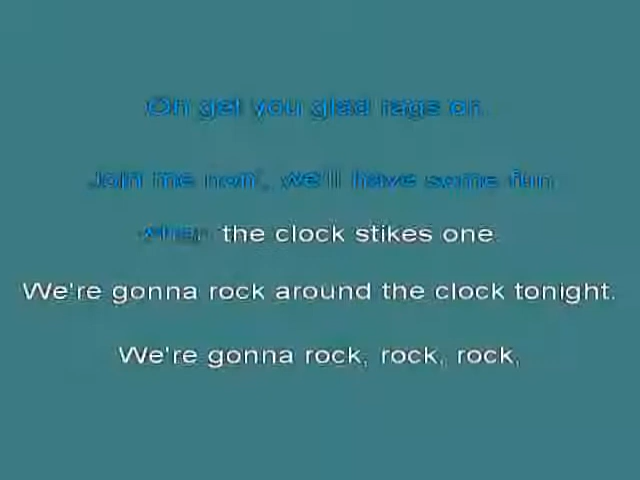 Oh get you glad rags on
Join me hon', we'll have some fun
when the clock stikes one
We're gonna rock around the clock tonight.
We're gonna rock, rock, rock,